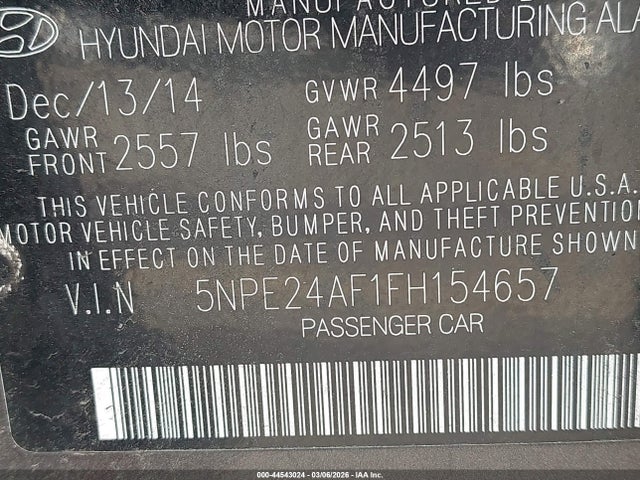 MANUFACTURED
HYUNDAI MOTOR MANUFACTURING ALA
Dec/13/14 GVWR 4497 lbs
GAWR FRONT 2557 lbs GAWR REAR 2513 lbs
THIS VEHICLE CONFORMS TO ALL APPLICABLE U.S.A.
MOTOR VEHICLE SAFETY, BUMPER, AND THEFT PREVENTION
IN EFFECT ON THE DATE OF MANUFACTURE SHOWN
V.I.N 5NPE24AF1FH154657
PASSENGER CAR
000-44543024 | 03/06/2026 | IAA Inc.